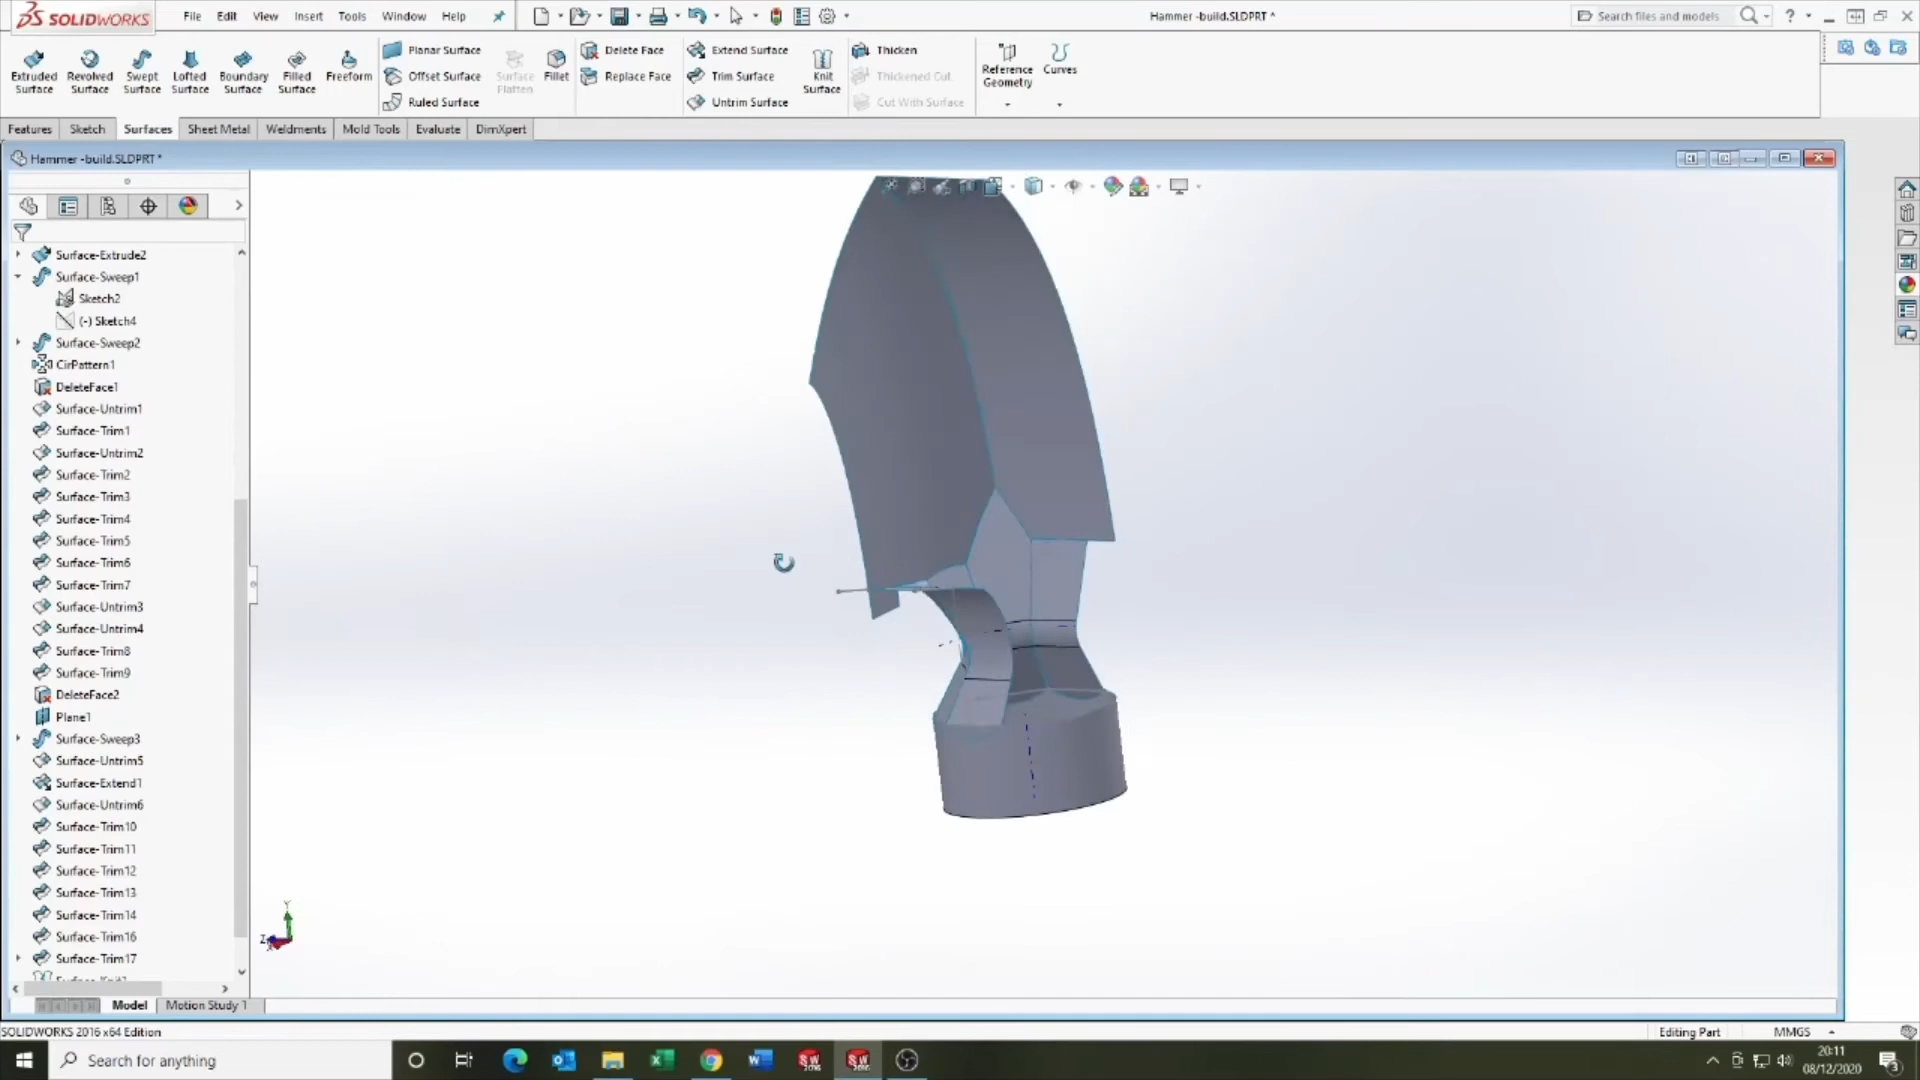 SOLIDWORKS
File Edit View Insert Tools Window Help
Hammer -build.SLDPRT *
Search files and models
Extruded Surface
Revolved Surface
Swept Surface
Lofted Surface
Boundary Surface
Filled Surface
Freeform
Planar Surface
Offset Surface
Ruled Surface
Surface Flatten
Fillet
Delete Face
Replace Face
Extend Surface
Trim Surface
Untrim Surface
Knit Surface
Thicken
Thickened Cut
Cut With Surface
Reference Geometry
Curves
Features Sketch Surfaces Sheet Metal Weldments Mold Tools Evaluate DimXpert
Hammer -build.SLDPRT *
Surface-Extrude2
Surface-Sweep1
Sketch2
(-) Sketch4
Surface-Sweep2
CirPattern1
DeleteFace1
Surface-Untrim1
Surface-Trim1
Surface-Untrim2
Surface-Trim2
Surface-Trim3
Surface-Trim4
Surface-Trim5
Surface-Trim6
Surface-Trim7
Surface-Untrim3
Surface-Untrim4
Surface-Trim8
Surface-Trim9
DeleteFace2
Plane1
Surface-Sweep3
Surface-Untrim5
Surface-Extend1
Surface-Untrim6
Surface-Trim10
Surface-Trim11
Surface-Trim12
Surface-Trim13
Surface-Trim14
Surface-Trim16
Surface-Trim17
Y
Z
Model Motion Study 1
SOLIDWORKS 2016 x64 Edition
Editing Part
MMGS
Search for anything
20:11
08/12/2020